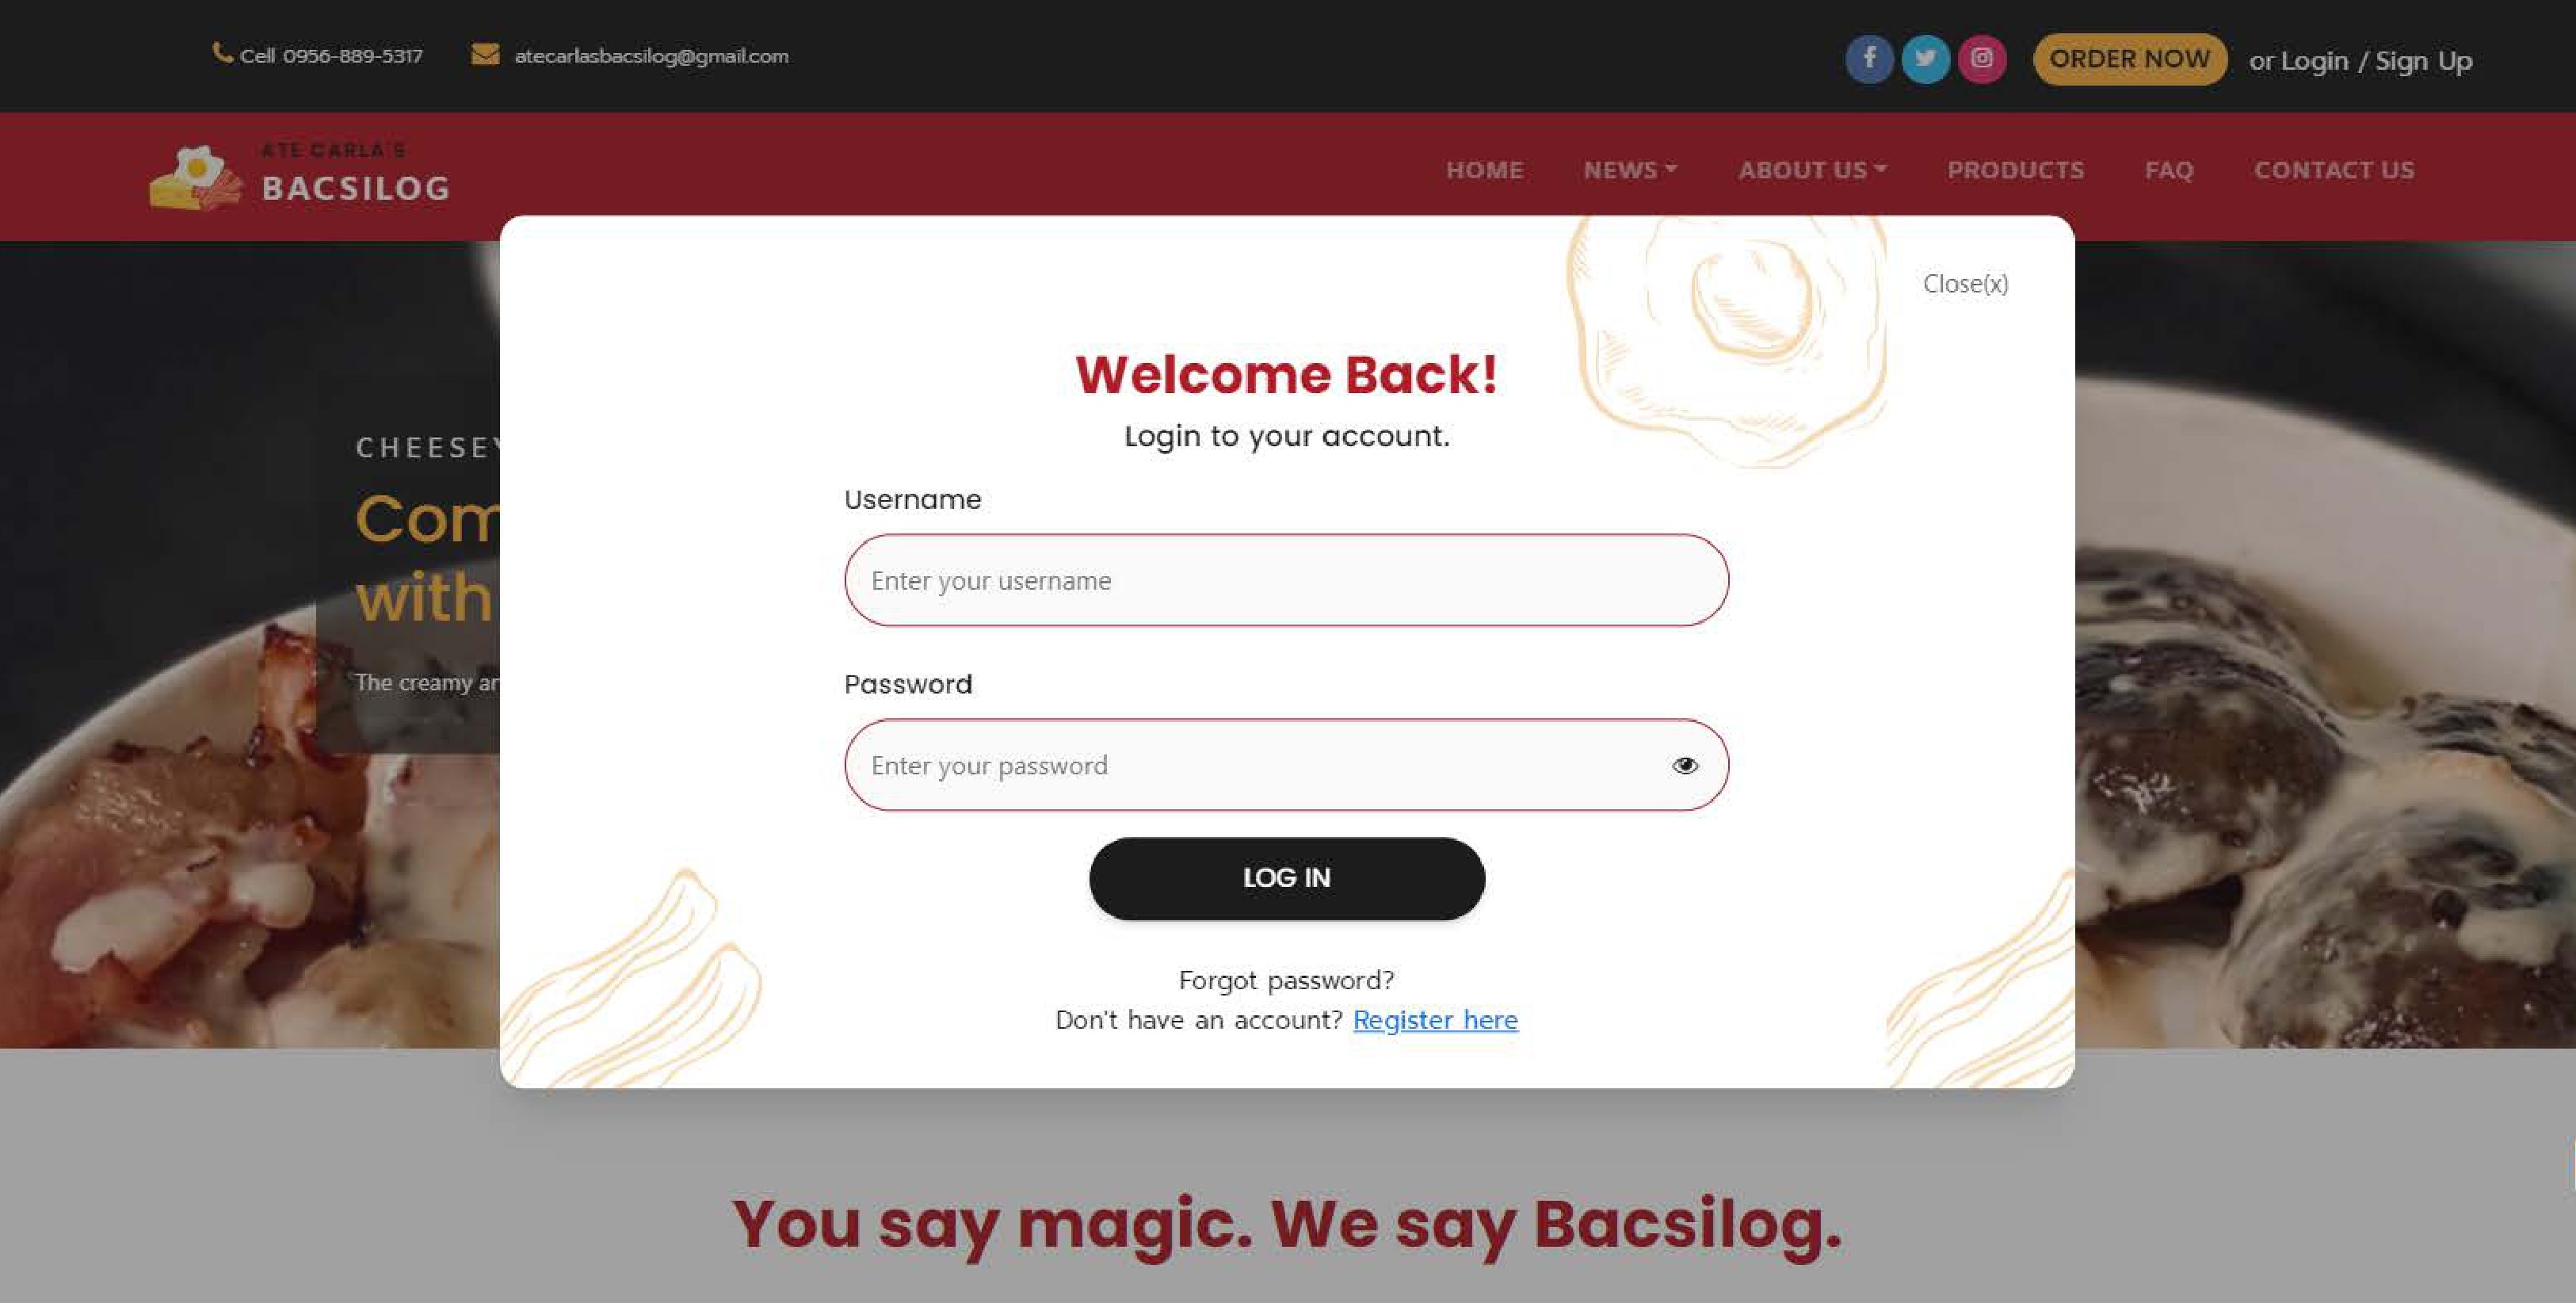 Cell 0956-889-5317
atecarlasbacsilog@gmail.com
ORDER NOW
or Login / Sign Up
ATE CARLA'S
BACSILOG
HOME
NEWS
ABOUT US
PRODUCTS
FAQ
CONTACT US
Close(x)
Welcome Back!
Login to your account.
CHEESEY
Com
with
The creamy
Username
Enter your username
Password
Enter your password
LOG IN
Forgot password?
Don't have an account? Register here
You say magic. We say Bacsilog.